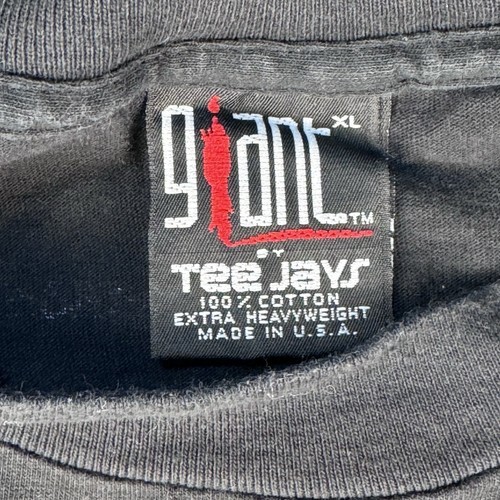 giant XL
TM
BY
TEE JAYS
100% COTTON
EXTRA HEAVYWEIGHT
MADE IN U.S.A.